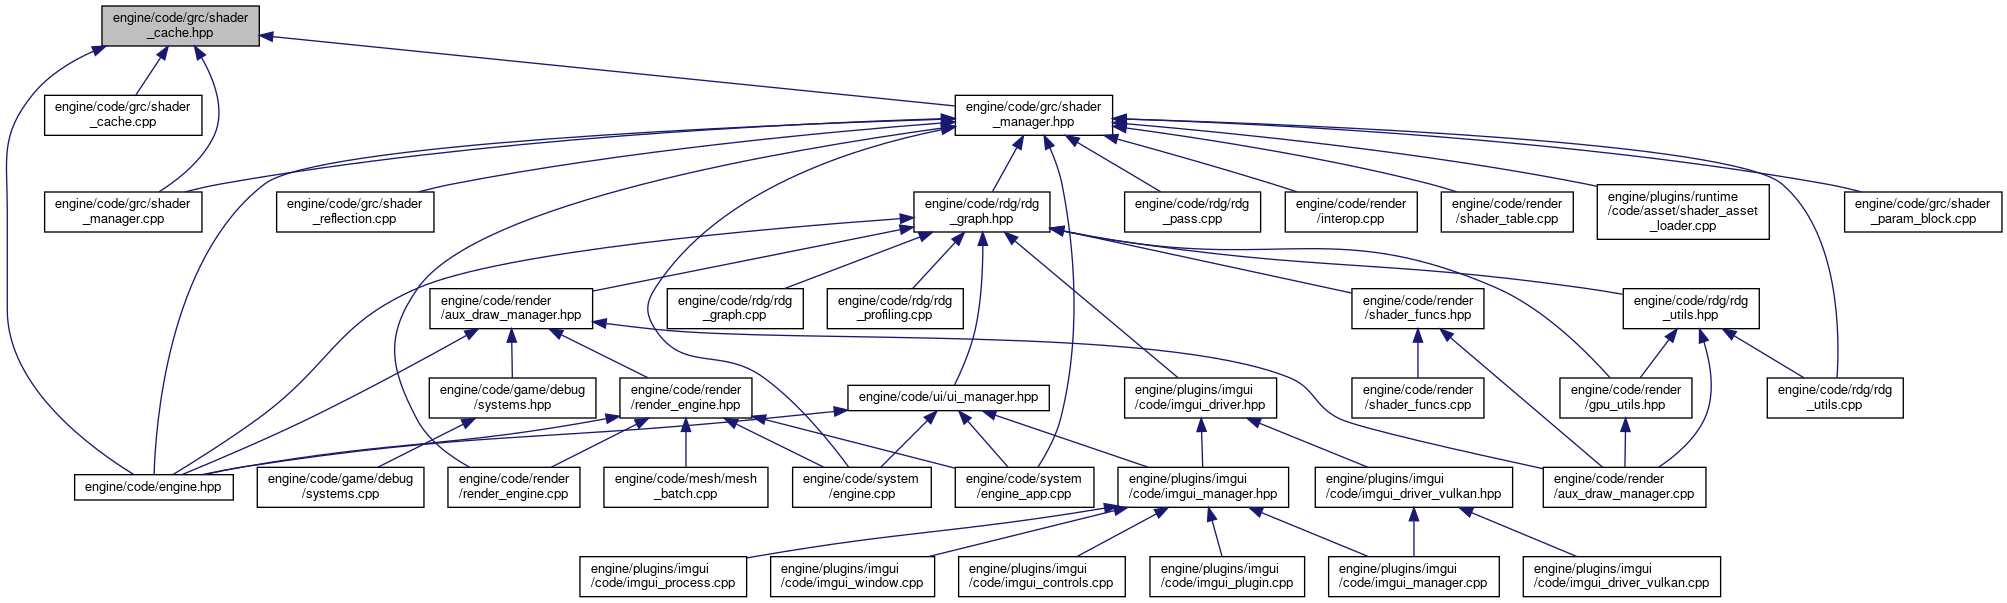 engine/code/grc/shader
_cache.hpp
engine/code/grc/shader
_cache.cpp
engine/code/grc/shader
_manager.hpp
engine/code/grc/shader
_manager.cpp
engine/code/grc/shader
_reflection.cpp
engine/code/rdg/rdg
_graph.hpp
engine/code/rdg/rdg
_pass.cpp
engine/code/render
/interop.cpp
engine/code/render
/shader_table.cpp
engine/plugins/runtime
/code/asset/shader_asset
_loader.cpp
engine/code/grc/shader
_param_block.cpp
engine/code/render
/aux_draw_manager.hpp
engine/code/rdg/rdg
_graph.cpp
engine/code/rdg/rdg
_profiling.cpp
engine/code/render
/shader_funcs.hpp
engine/code/rdg/rdg
_utils.hpp
engine/code/game/debug
/systems.hpp
engine/code/render
/render_engine.hpp
engine/code/ui/ui_manager.hpp
engine/plugins/imgui
/code/imgui_driver.hpp
engine/code/render
/shader_funcs.cpp
engine/code/render
/gpu_utils.hpp
engine/code/rdg/rdg
_utils.cpp
engine/code/engine.hpp
engine/code/game/debug
/systems.cpp
engine/code/render
/render_engine.cpp
engine/code/mesh/mesh
_batch.cpp
engine/code/system
/engine.cpp
engine/code/system
/engine_app.cpp
engine/plugins/imgui
/code/imgui_manager.hpp
engine/plugins/imgui
/code/imgui_driver_vulkan.hpp
engine/code/render
/aux_draw_manager.cpp
engine/plugins/imgui
/code/imgui_process.cpp
engine/plugins/imgui
/code/imgui_window.cpp
engine/plugins/imgui
/code/imgui_controls.cpp
engine/plugins/imgui
/code/imgui_plugin.cpp
engine/plugins/imgui
/code/imgui_manager.cpp
engine/plugins/imgui
/code/imgui_driver_vulkan.cpp